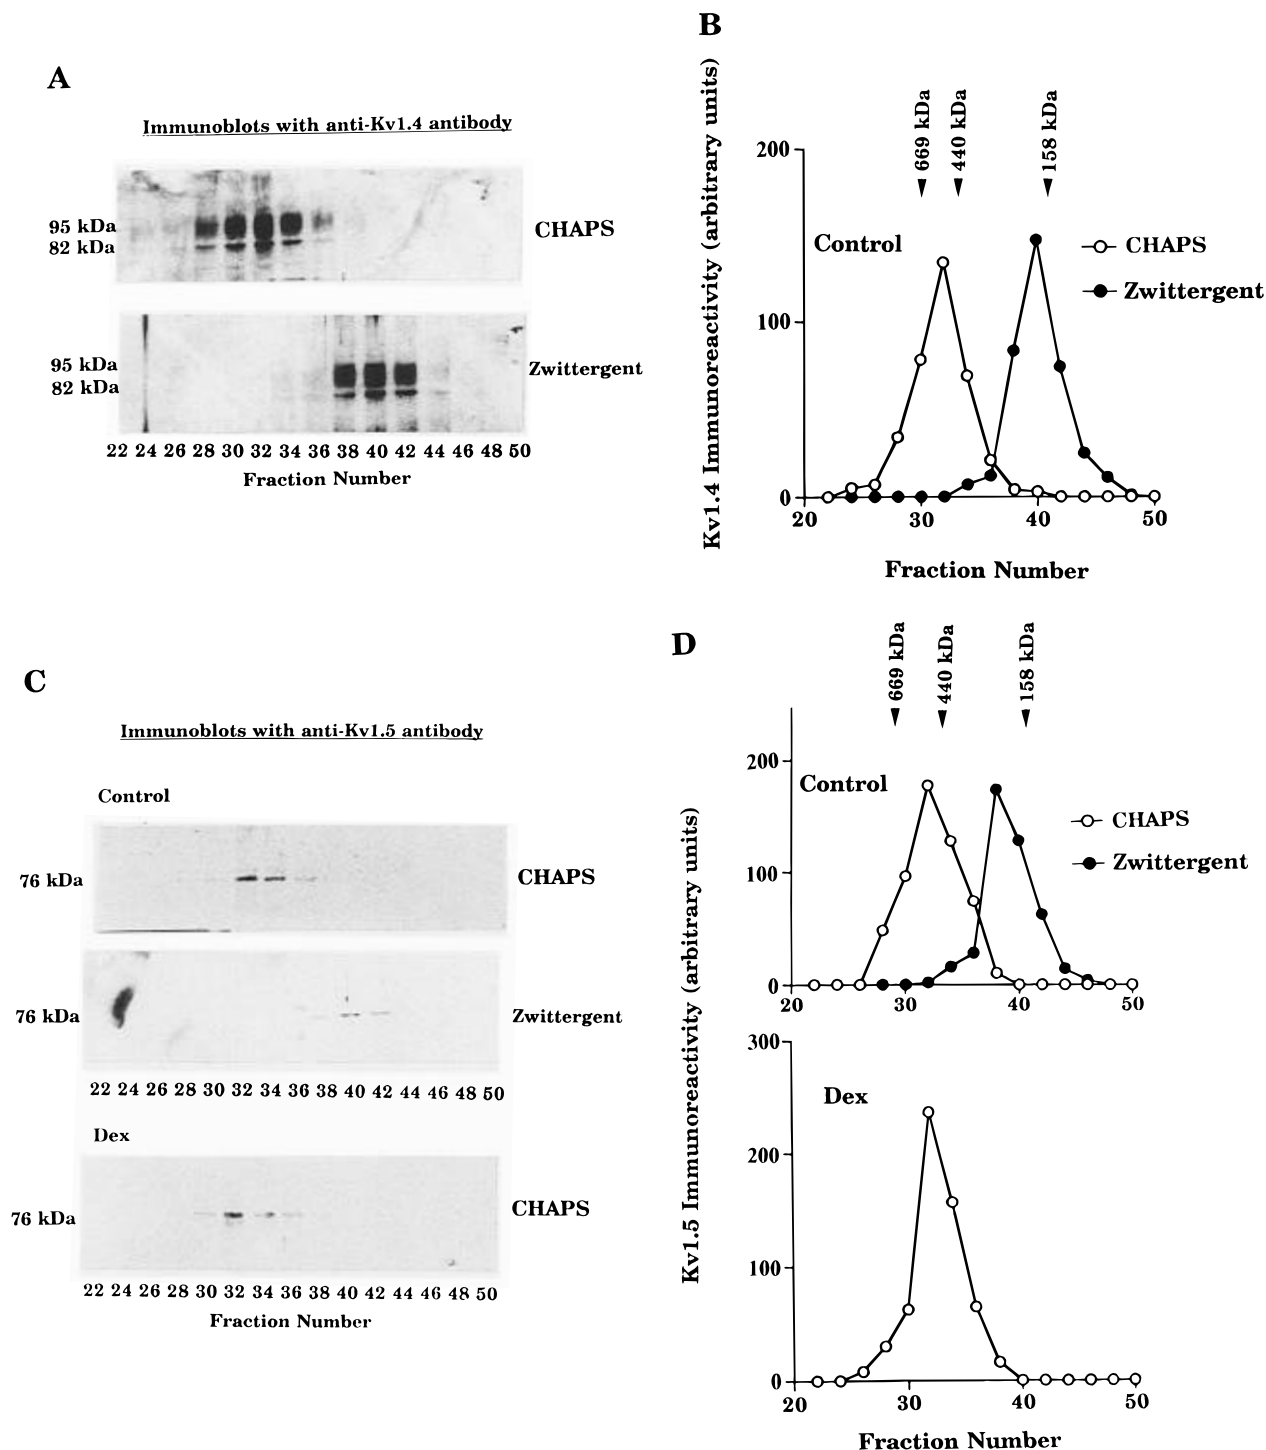 A
Immunoblots with anti-Kv1.4 antibody
95 kDa
82 kDa
CHAPS
95 kDa
82 kDa
Zwittergent
22 24 26 28 30 32 34 36 38 40 42 44 46 48 50
Fraction Number
B
Kv1.4 Immunoreactivity (arbitrary units)
669 kDa
440 kDa
158 kDa
200
100
0
Control
CHAPS
Zwittergent
20 30 40 50
Fraction Number
C
Immunoblots with anti-Kv1.5 antibody
Control
76 kDa
CHAPS
76 kDa
Zwittergent
22 24 26 28 30 32 34 36 38 40 42 44 46 48 50
Dex
76 kDa
CHAPS
22 24 26 28 30 32 34 36 38 40 42 44 46 48 50
Fraction Number
D
Kv1.5 Immunoreactivity (arbitrary units)
669 kDa
440 kDa
158 kDa
200
100
0
Control
CHAPS
Zwittergent
20 30 40 50
300
200
100
0
Dex
20 30 40 50
Fraction Number